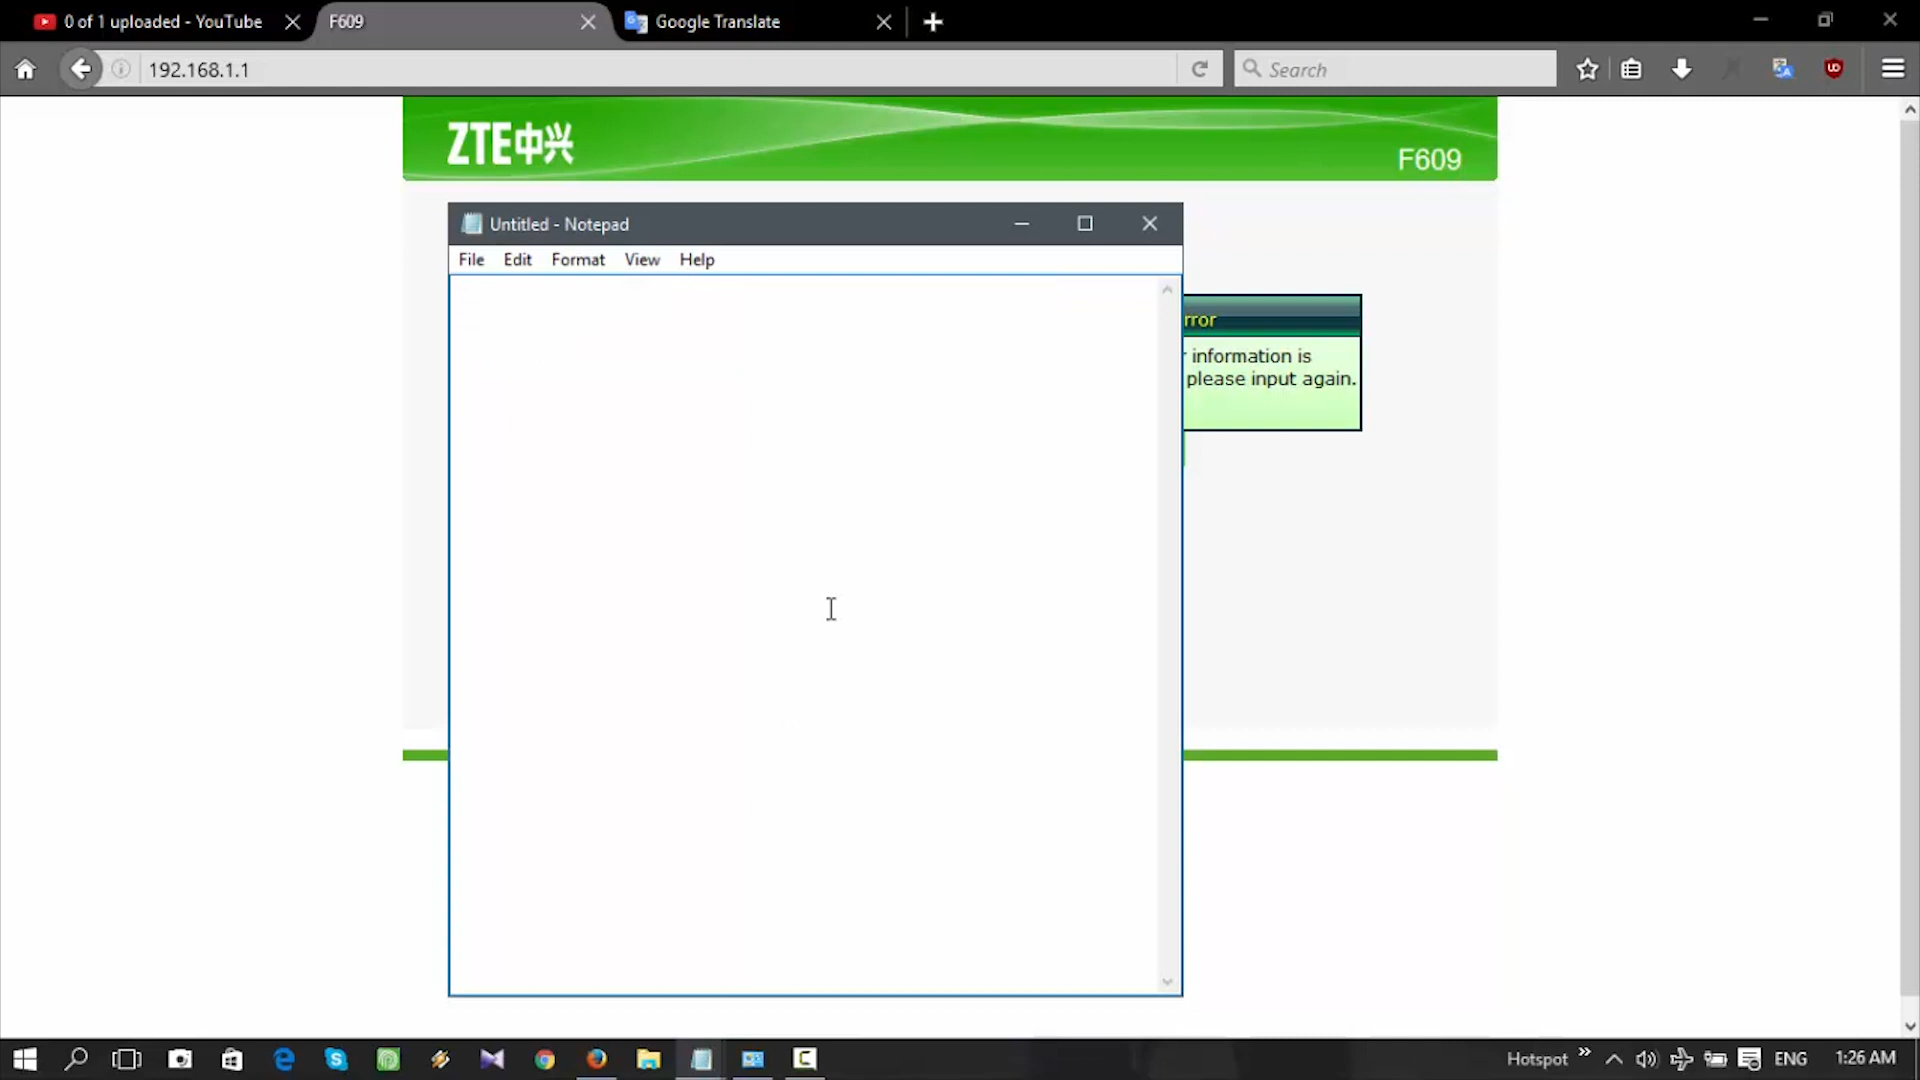 0 of 1 uploaded - YouTube
F609
Google Translate
192.168.1.1
Search
ZTE中兴
F609
Untitled - Notepad
File Edit Format View Help
rror
information is
please input again.
Hotspot
ENG
1:26 AM